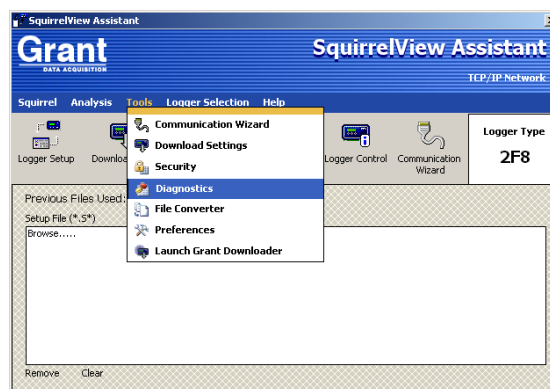 SquirrelView Assistant
Grant
DATA ACQUISITION
SquirrelView Assistant
TCP/IP Network
Squirrel Analysis Tools Logger Selection Help
Communication Wizard
Download Settings
Security
Diagnostics
File Converter
Preferences
Launch Grant Downloader
Logger Setup
Logger Control
Communication
Wizard
Logger Type
2F8
Previous Files Used:
Setup File (*.S*)
Browse.....
Remove Clear